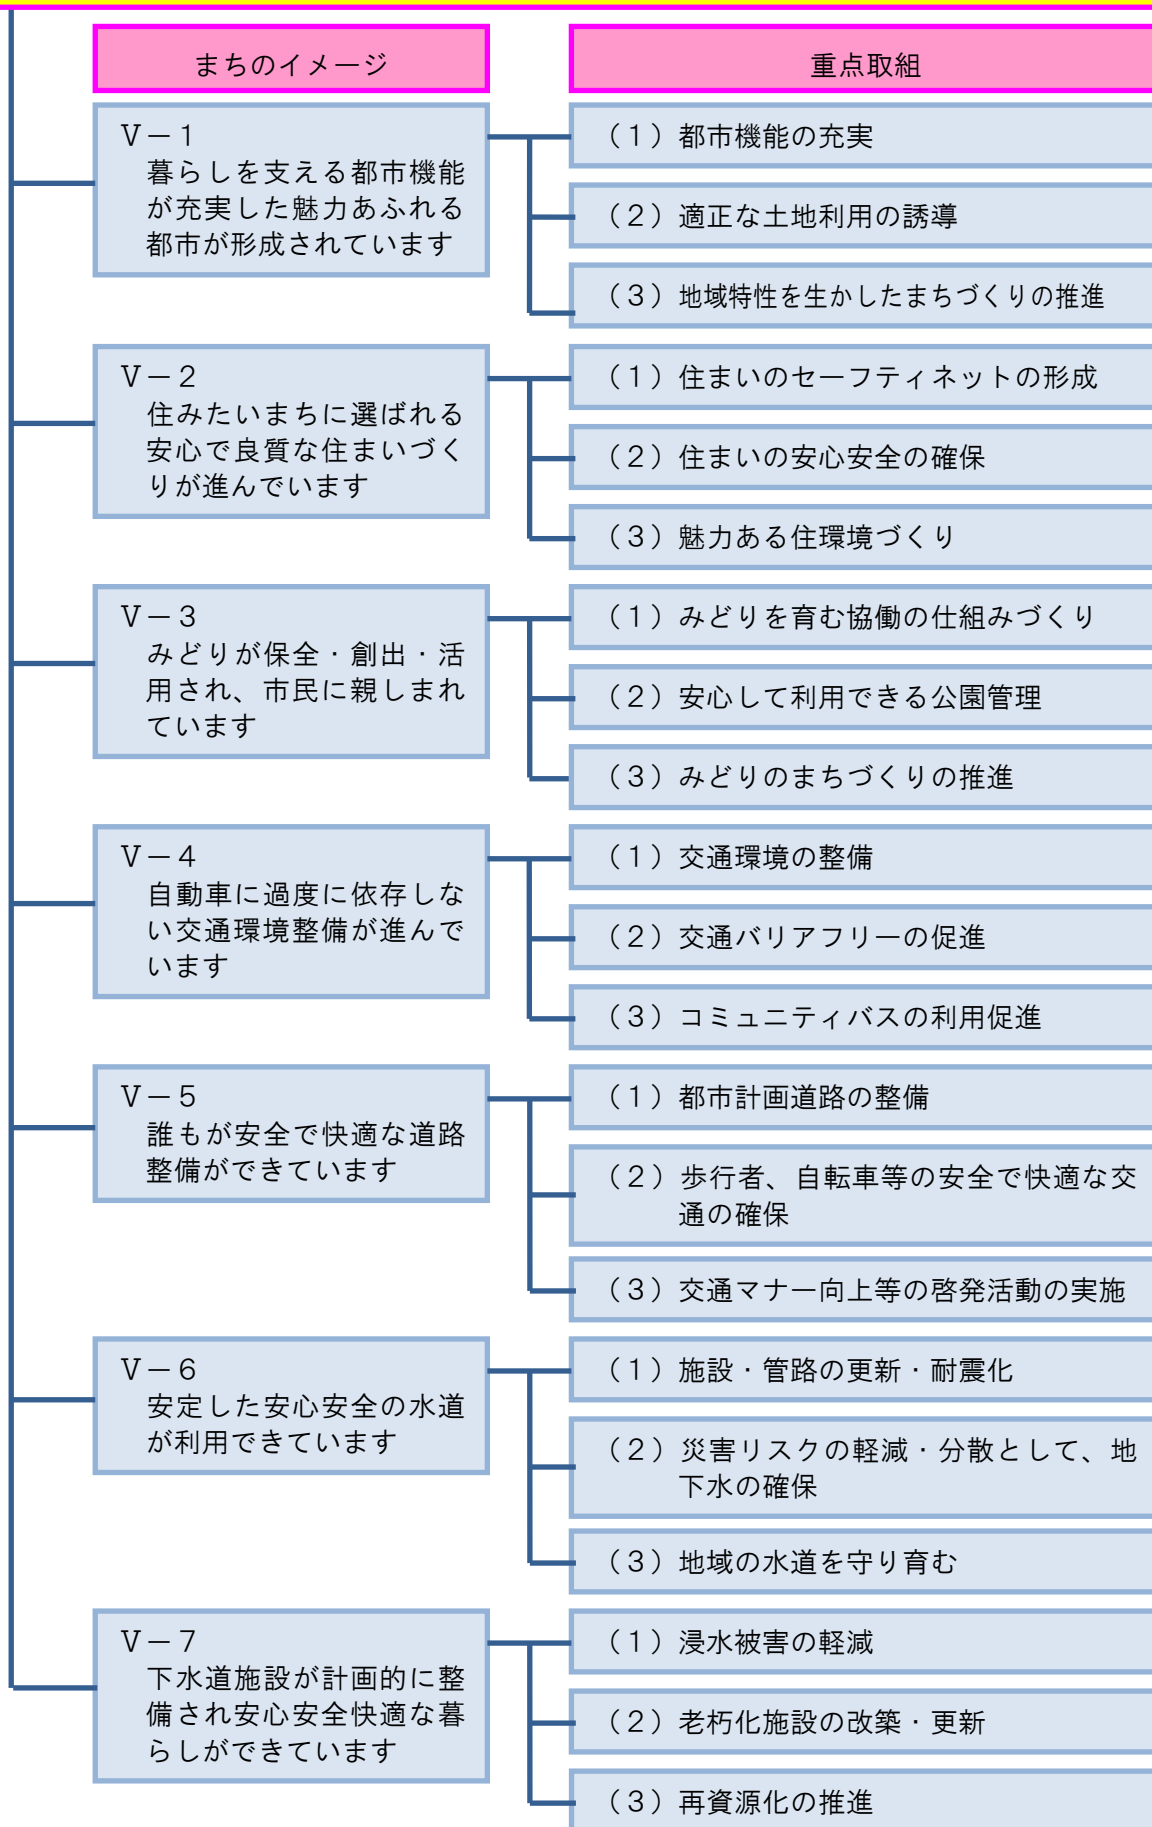 まちのイメージ
重点取組
Ⅴ－1
暮らしを支える都市機能
が充実した魅力あふれる
都市が形成されています
（1）都市機能の充実
（2）適正な土地利用の誘導
（3）地域特性を生かしたまちづくりの推進
Ⅴ－2
住みたいまちに選ばれる
安心で良質な住まいづく
りが進んでいます
（1）住まいのセーフティネットの形成
（2）住まいの安心安全の確保
（3）魅力ある住環境づくり
Ⅴ－3
みどりが保全・創出・活
用され、市民に親しまれ
ています
（1）みどりを育む協働の仕組みづくり
（2）安心して利用できる公園管理
（3）みどりのまちづくりの推進
Ⅴ－4
自動車に過度に依存しな
い交通環境整備が進んで
います
（1）交通環境の整備
（2）交通バリアフリーの促進
（3）コミュニティバスの利用促進
Ⅴ－5
誰もが安全で快適な道路
整備ができています
（1）都市計画道路の整備
（2）歩行者、自転車等の安全で快適な交
通の確保
（3）交通マナー向上等の啓発活動の実施
Ⅴ－6
安定した安心安全の水道
が利用できています
（1）施設・管路の更新・耐震化
（2）災害リスクの軽減・分散として、地
下水の確保
（3）地域の水道を守り育む
Ⅴ－7
下水道施設が計画的に整
備され安心安全快適な暮
らしができています
（1）浸水被害の軽減
（2）老朽化施設の改築・更新
（3）再資源化の推進